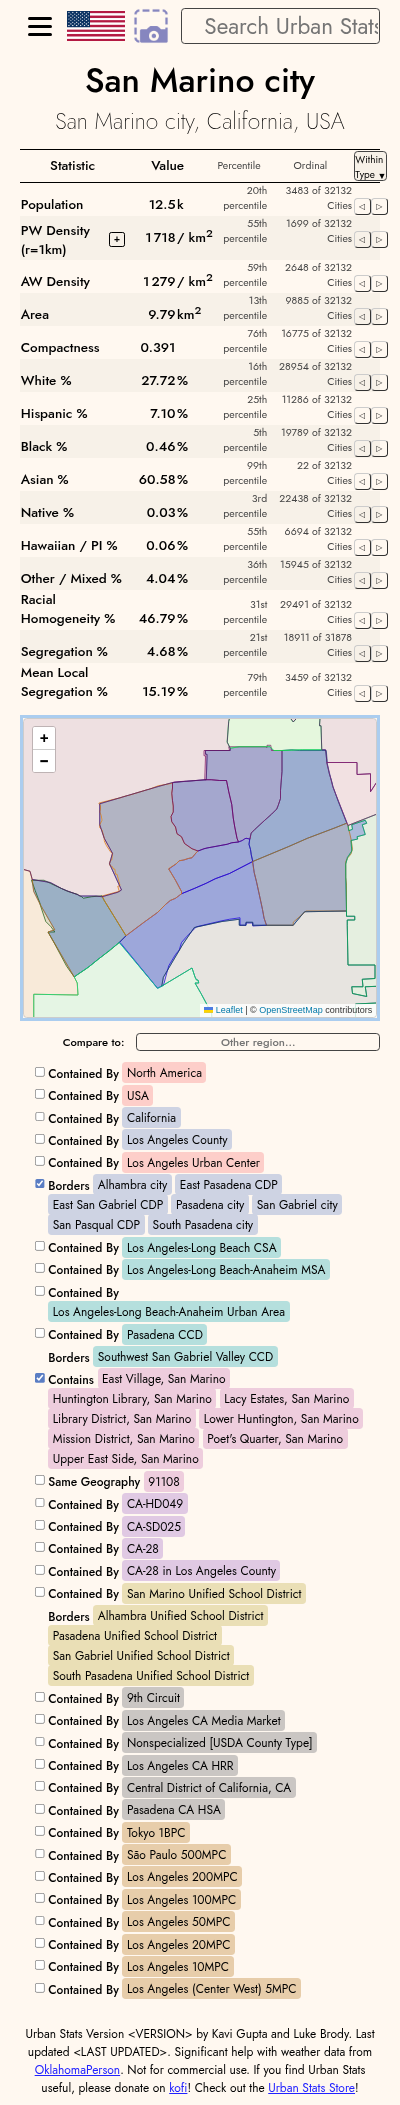 Search Urban Stats
San Marino city
San Marino city, California, USA
Statistic Value Percentile Ordinal Within Type ▼
Population 12.5k 20th percentile 3483 of 32132 Cities ◁ ▷
PW Density (r=1km) + 1718 / km2 55th percentile 1699 of 32132 Cities ◁ ▷
AW Density 1279 / km2 59th percentile 2648 of 32132 Cities ◁ ▷
Area 9.79 km2 13th percentile 9885 of 32132 Cities ◁ ▷
Compactness 0.391 76th percentile 16775 of 32132 Cities ◁ ▷
White % 27.72% 16th percentile 28954 of 32132 Cities ◁ ▷
Hispanic % 7.10% 25th percentile 11286 of 32132 Cities ◁ ▷
Black % 0.46% 5th percentile 19789 of 32132 Cities ◁ ▷
Asian % 60.58% 99th percentile 22 of 32132 Cities ◁ ▷
Native % 0.03% 3rd percentile 22438 of 32132 Cities ◁ ▷
Hawaiian / PI % 0.06% 55th percentile 6694 of 32132 Cities ◁ ▷
Other / Mixed % 4.04% 36th percentile 15945 of 32132 Cities ◁ ▷
Racial Homogeneity % 46.79% 31st percentile 29491 of 32132 Cities ◁ ▷
Segregation % 4.68% 21st percentile 18911 of 31878 Cities ◁ ▷
Mean Local Segregation % 15.19% 79th percentile 3459 of 32132 Cities ◁ ▷
+
−
Leaflet | © OpenStreetMap contributors
Compare to: Other region...
Contained By North America
Contained By USA
Contained By California
Contained By Los Angeles County
Contained By Los Angeles Urban Center
Borders Alhambra city East Pasadena CDP
East San Gabriel CDP Pasadena city San Gabriel city
San Pasqual CDP South Pasadena city
Contained By Los Angeles-Long Beach CSA
Contained By Los Angeles-Long Beach-Anaheim MSA
Contained By
Los Angeles-Long Beach-Anaheim Urban Area
Contained By Pasadena CCD
Borders Southwest San Gabriel Valley CCD
Contains East Village, San Marino
Huntington Library, San Marino Lacy Estates, San Marino
Library District, San Marino Lower Huntington, San Marino
Mission District, San Marino Poet's Quarter, San Marino
Upper East Side, San Marino
Same Geography 91108
Contained By CA-HD049
Contained By CA-SD025
Contained By CA-28
Contained By CA-28 in Los Angeles County
Contained By San Marino Unified School District
Borders Alhambra Unified School District
Pasadena Unified School District
San Gabriel Unified School District
South Pasadena Unified School District
Contained By 9th Circuit
Contained By Los Angeles CA Media Market
Contained By Nonspecialized [USDA County Type]
Contained By Los Angeles CA HRR
Contained By Central District of California, CA
Contained By Pasadena CA HSA
Contained By Tokyo 1BPC
Contained By São Paulo 500MPC
Contained By Los Angeles 200MPC
Contained By Los Angeles 100MPC
Contained By Los Angeles 50MPC
Contained By Los Angeles 20MPC
Contained By Los Angeles 10MPC
Contained By Los Angeles (Center West) 5MPC
Urban Stats Version <VERSION> by Kavi Gupta and Luke Brody. Last
updated <LAST UPDATED>. Significant help with weather data from
OklahomaPerson. Not for commercial use. If you find Urban Stats
useful, please donate on kofi! Check out the Urban Stats Store!